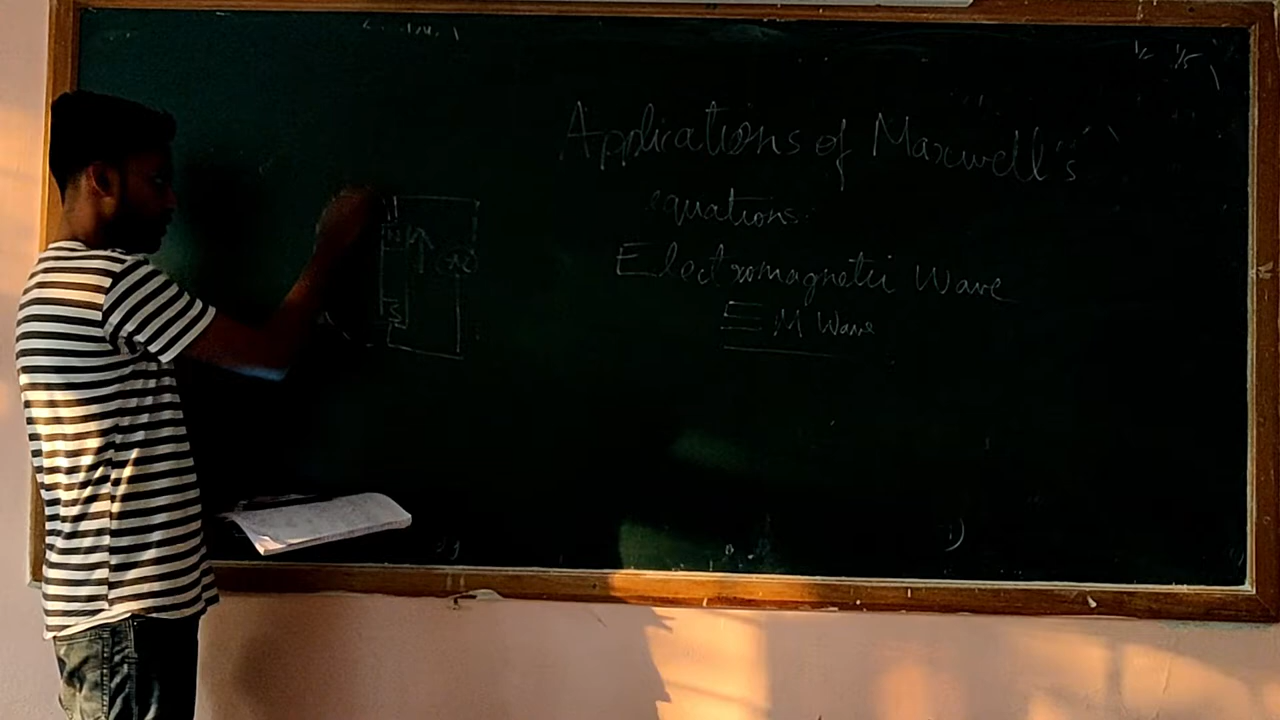 Applications of Maxwell's
equations.
Electromagnetic Wave
EM Wave
N
S